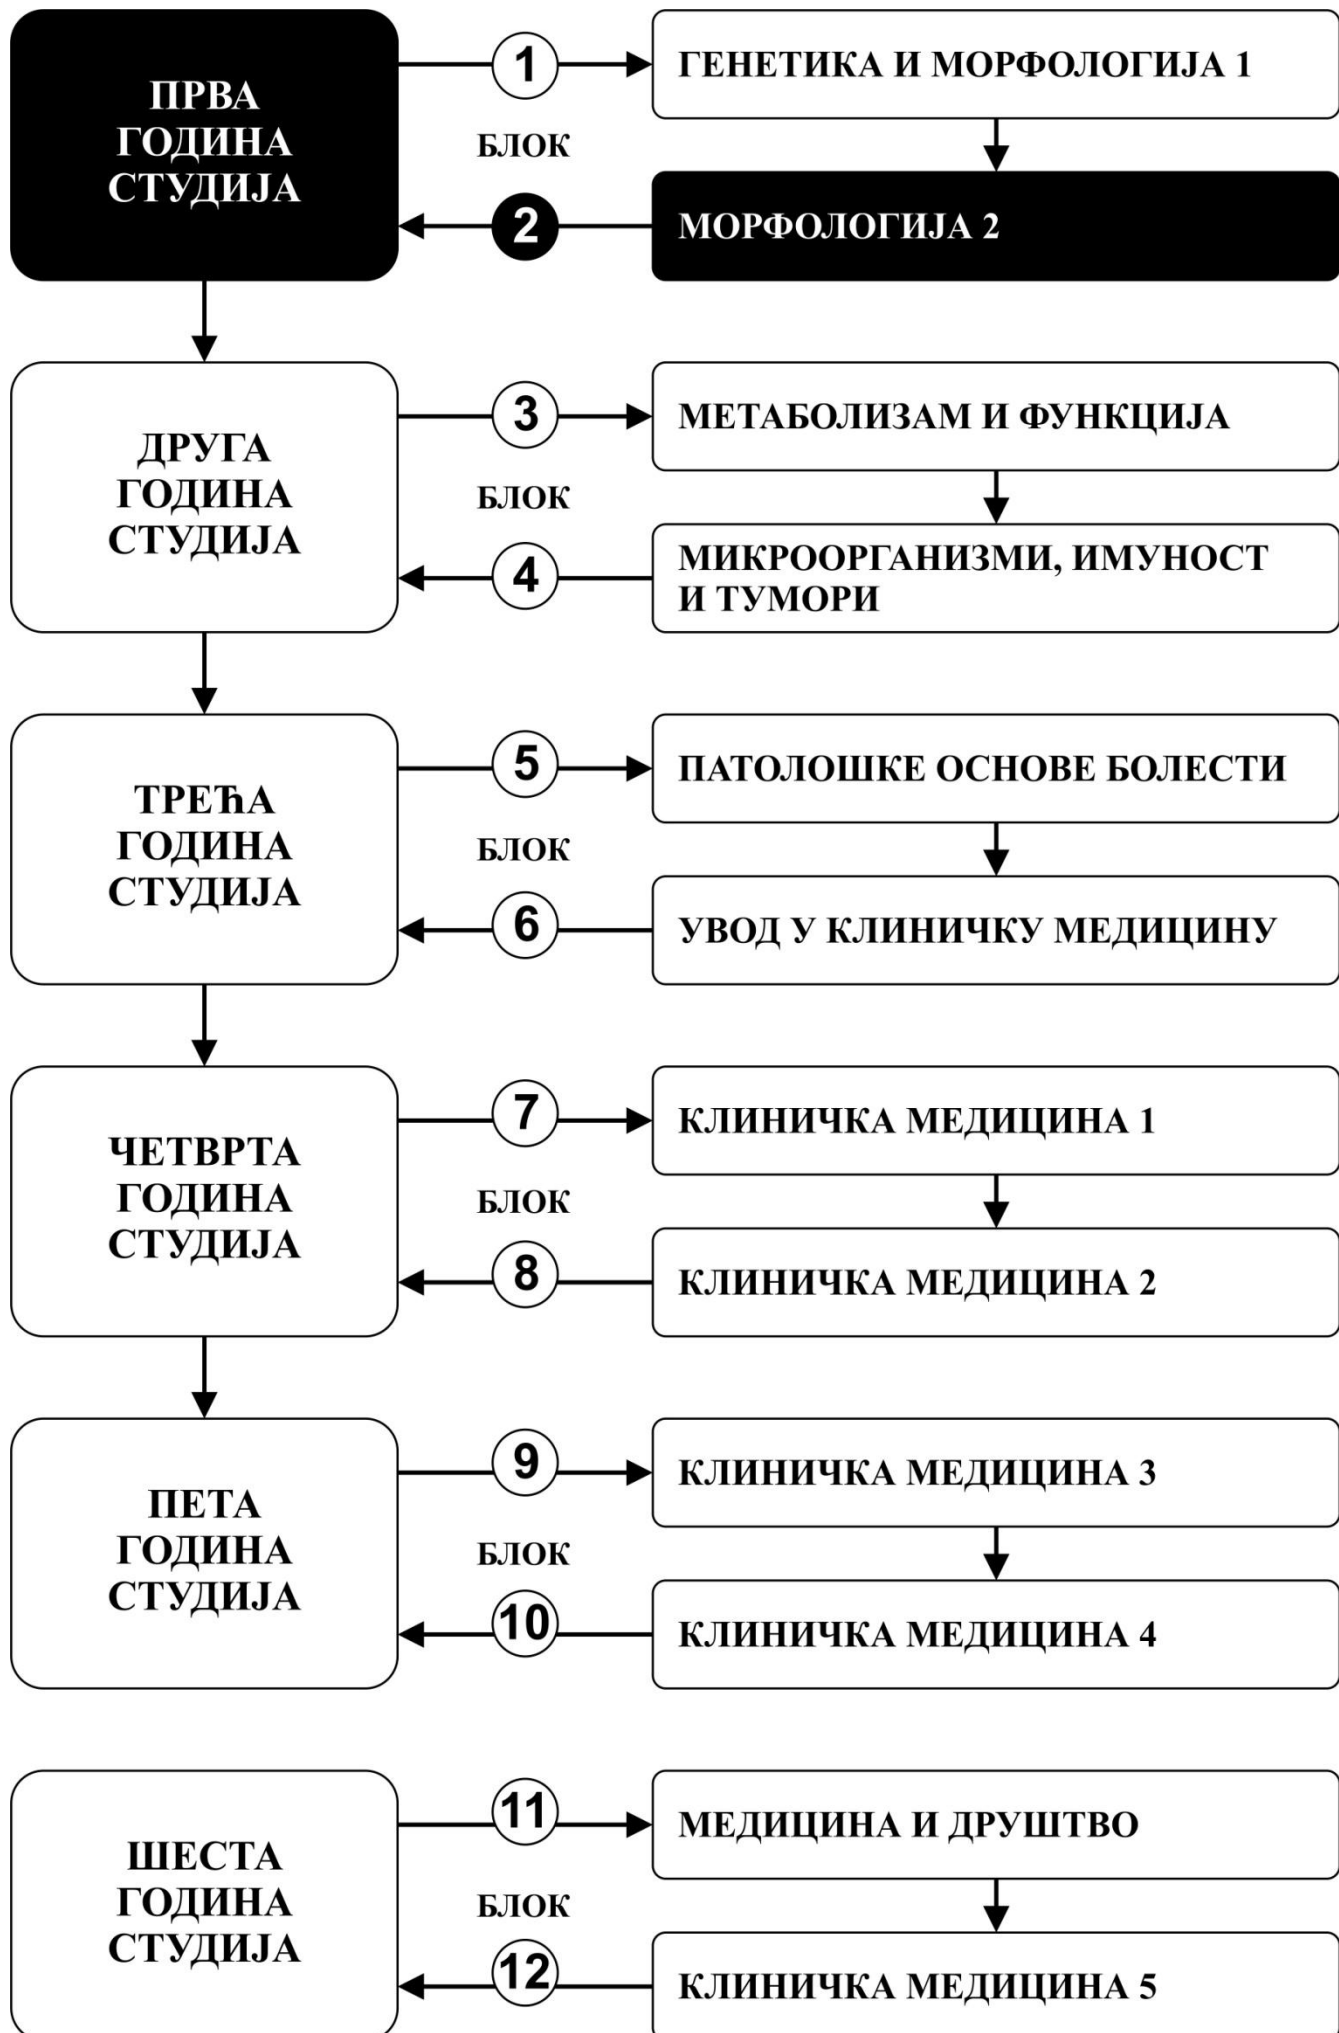 ПРВА
ГОДИНА
СТУДИЈА
1
БЛОК
2
ГЕНЕТИКА И МОРФОЛОГИЈА 1
МОРФОЛОГИЈА 2
ДРУГА
ГОДИНА
СТУДИЈА
3
БЛОК
4
МЕТАБОЛИЗАМ И ФУНКЦИЈА
МИКРООРГАНИЗМИ, ИМУНОСТ
И ТУМОРИ
ТРЕЋА
ГОДИНА
СТУДИЈА
5
БЛОК
6
ПАТОЛОШКЕ ОСНОВЕ БОЛЕСТИ
УВОД У КЛИНИЧКУ МЕДИЦИНУ
ЧЕТВРТА
ГОДИНА
СТУДИЈА
7
БЛОК
8
КЛИНИЧКА МЕДИЦИНА 1
КЛИНИЧКА МЕДИЦИНА 2
ПЕТА
ГОДИНА
СТУДИЈА
9
БЛОК
10
КЛИНИЧКА МЕДИЦИНА 3
КЛИНИЧКА МЕДИЦИНА 4
ШЕСТА
ГОДИНА
СТУДИЈА
11
БЛОК
12
МЕДИЦИНА И ДРУШТВО
КЛИНИЧКА МЕДИЦИНА 5